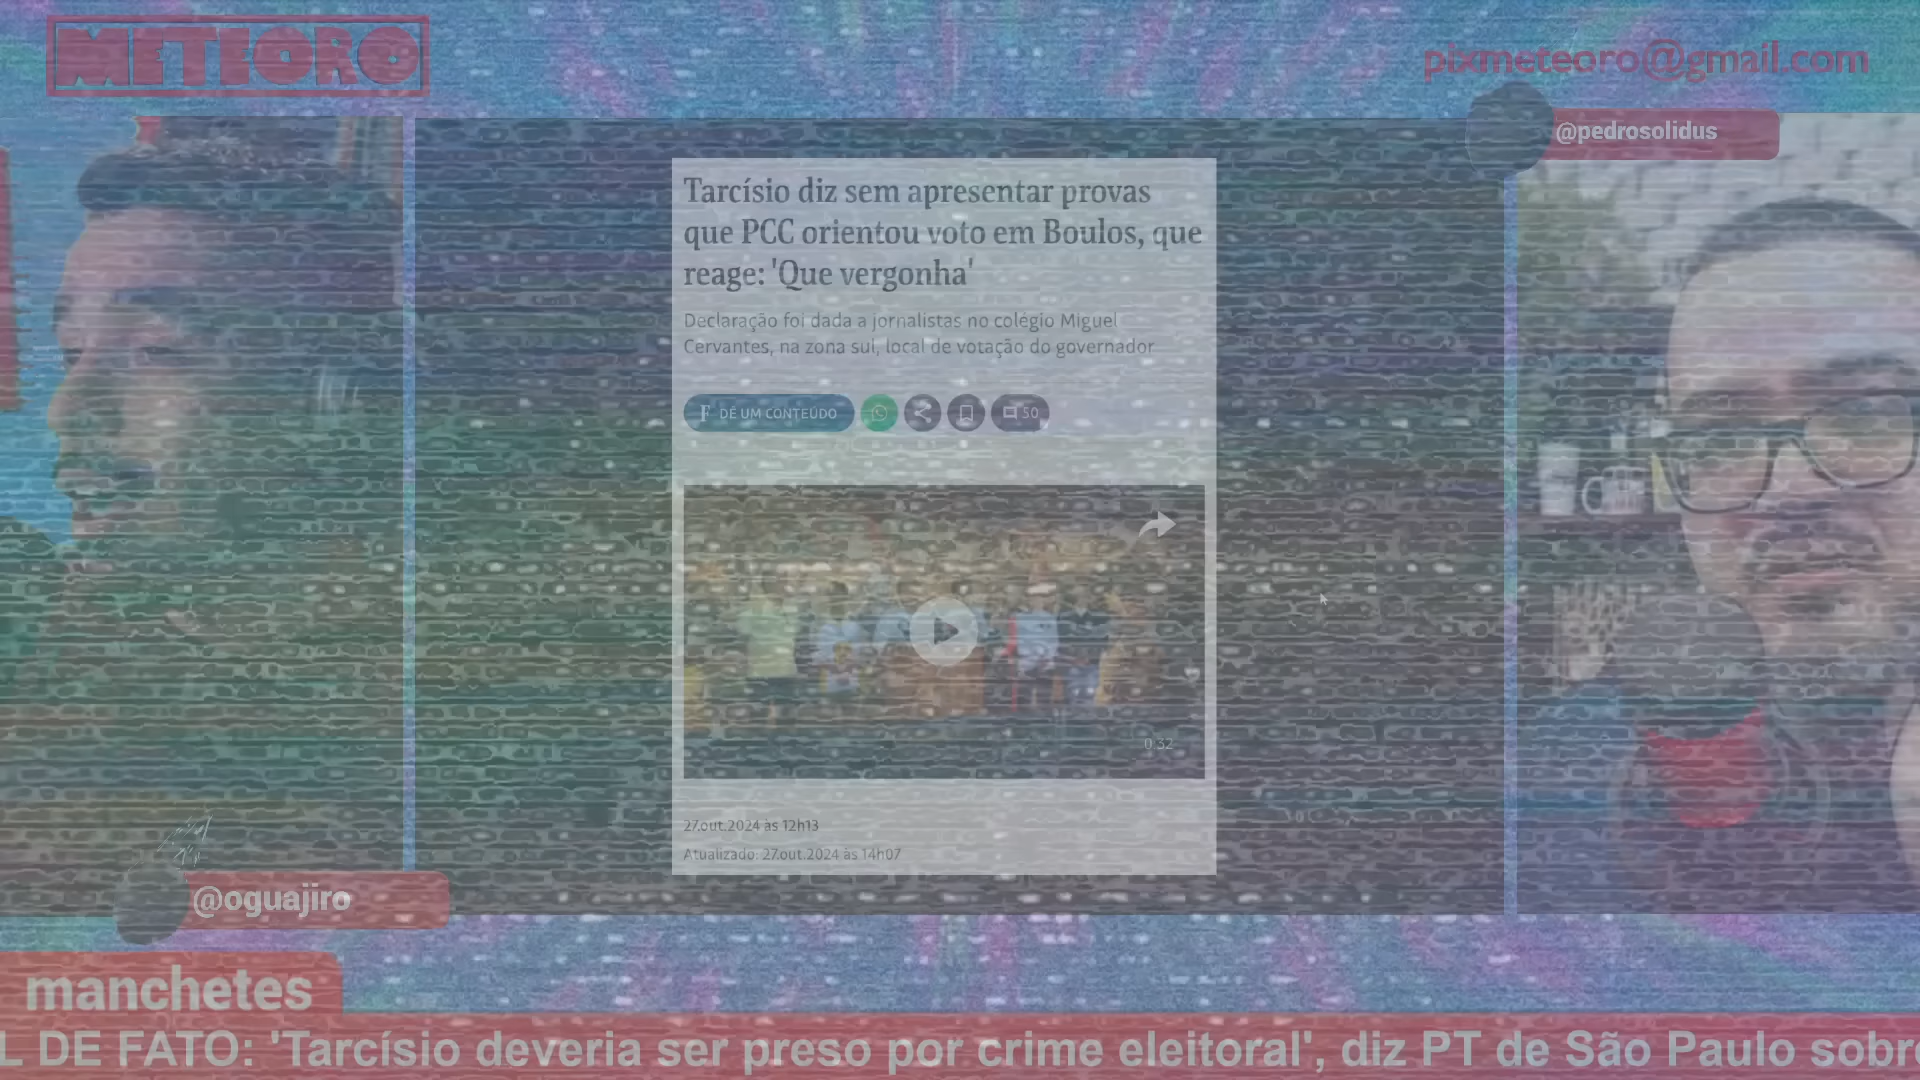 METEORO
pixmeteoro@gmail.com
@pedrosolidus
Tarcísio diz sem apresentar provas
que PCC orientou voto em Boulos, que
reage: 'Que vergonha'
Declaração foi dada a jornalistas no colégio Miguel
Cervantes, na zona sul, local de votação do governador
F DÊ UM CONTEÚDO
50
0:32
27.out.2024 às 12h13
Atualizado: 27.out.2024 às 14h07
@oguajiro
manchetes
L DE FATO: 'Tarcísio deveria ser preso por crime eleitoral', diz PT de São Paulo sobre